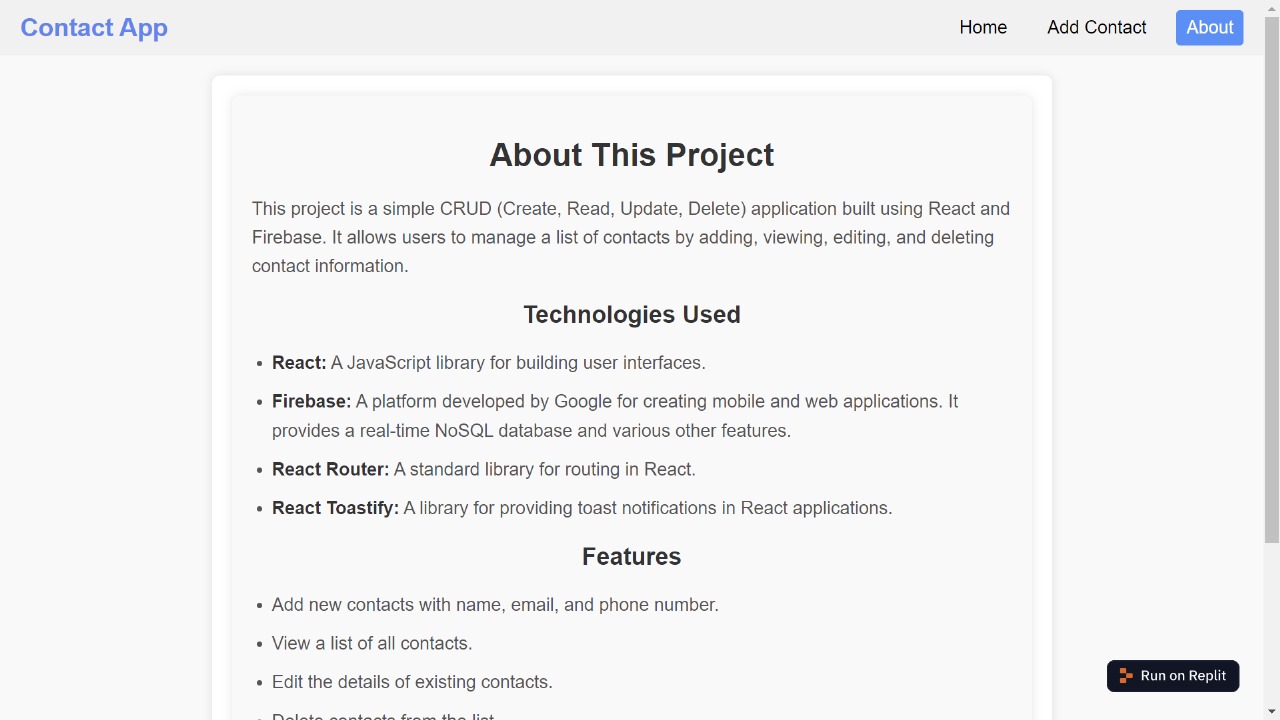 Contact App
Home
Add Contact
About
About This Project
This project is a simple CRUD (Create, Read, Update, Delete) application built using React and
Firebase. It allows users to manage a list of contacts by adding, viewing, editing, and deleting
contact information.
Technologies Used
• React: A JavaScript library for building user interfaces.
• Firebase: A platform developed by Google for creating mobile and web applications. It
provides a real-time NoSQL database and various other features.
• React Router: A standard library for routing in React.
• React Toastify: A library for providing toast notifications in React applications.
Features
• Add new contacts with name, email, and phone number.
• View a list of all contacts.
• Edit the details of existing contacts.
• Delete contacts from the list.
Run on Replit